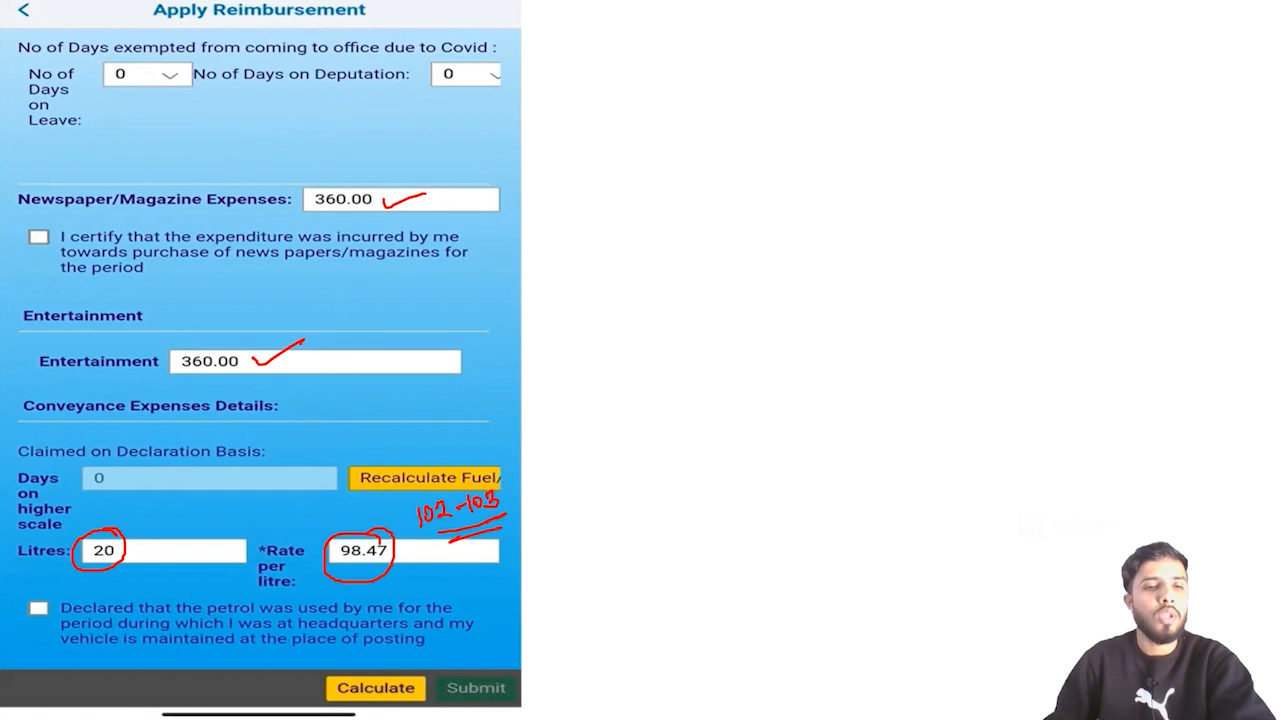 Apply Reimbursement
No of Days exempted from coming to office due to Covid :
No of Days on Leave: 0 No of Days on Deputation: 0
Newspaper/Magazine Expenses: 360.00
I certify that the expenditure was incurred by me
towards purchase of news papers/magazines for
the period
Entertainment
Entertainment 360.00
Conveyance Expenses Details:
Claimed on Declaration Basis:
Days on higher scale 0 Recalculate Fuel/
102-103
Litres: 20 *Rate per litre: 98.47
Declared that the petrol was used by me for the
period during which I was at headquarters and my
vehicle is maintained at the place of posting
Calculate Submit